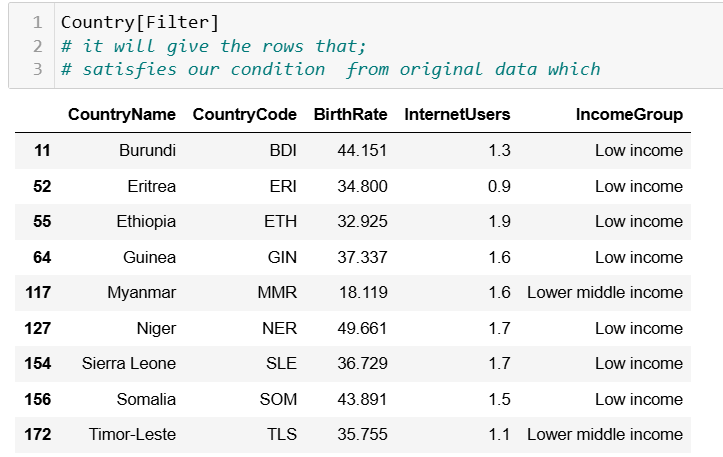 1 Country[Filter]
2 # it will give the rows that;
3 # satisfies our condition  from original data which
CountryName CountryCode BirthRate InternetUsers IncomeGroup
11 Burundi BDI 44.151 1.3 Low income
52 Eritrea ERI 34.800 0.9 Low income
55 Ethiopia ETH 32.925 1.9 Low income
64 Guinea GIN 37.337 1.6 Low income
117 Myanmar MMR 18.119 1.6 Lower middle income
127 Niger NER 49.661 1.7 Low income
154 Sierra Leone SLE 36.729 1.7 Low income
156 Somalia SOM 43.891 1.5 Low income
172 Timor-Leste TLS 35.755 1.1 Lower middle income